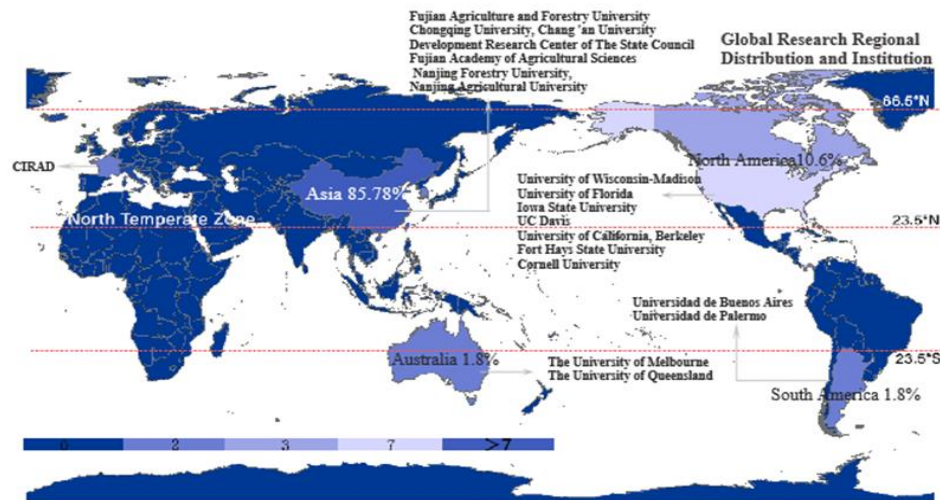 Fujian Agriculture and Forestry University
Chongqing University, Chang 'an University
Development Research Center of The State Council
Fujian Academy of Agricultural Sciences
Nanjing Forestry University,
Nanjing Agricultural University
Global Research Regional
Distribution and Institution
66.5°N
CIRAD
North America10.6%
Asia 85.78%
University of Wisconsin-Madison
University of Florida
Iowa State University
UC Davis
University of California, Berkeley
Fort Hays State University
Cornell University
North Temperate Zone
23.5°N
Universidad de Buenos Aires
Universidad de Palermo
23.5°S
Australia 1.8%
The University of Melbourne
The University of Queensland
South America 1.8%
0 2 3 7 >7